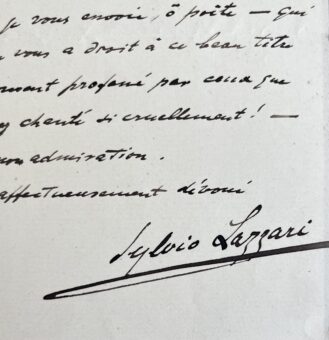 je vous envoie, ô poète — qui
vous a droit à ce beau titre
profané par ceux que
chanté si cruellement! —
mon admiration.
affectueusement dévoué
Sylvio Lazzari